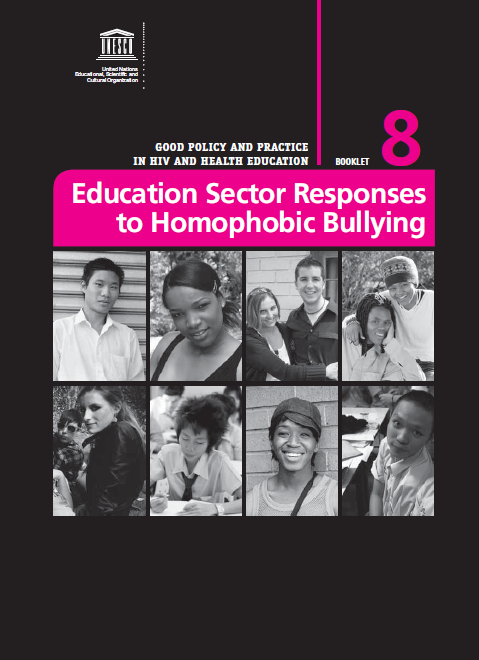 UNESCO
United Nations
Educational, Scientific and
Cultural Organization
GOOD POLICY AND PRACTICE
IN HIV AND HEALTH EDUCATION
BOOKLET 8
Education Sector Responses
to Homophobic Bullying